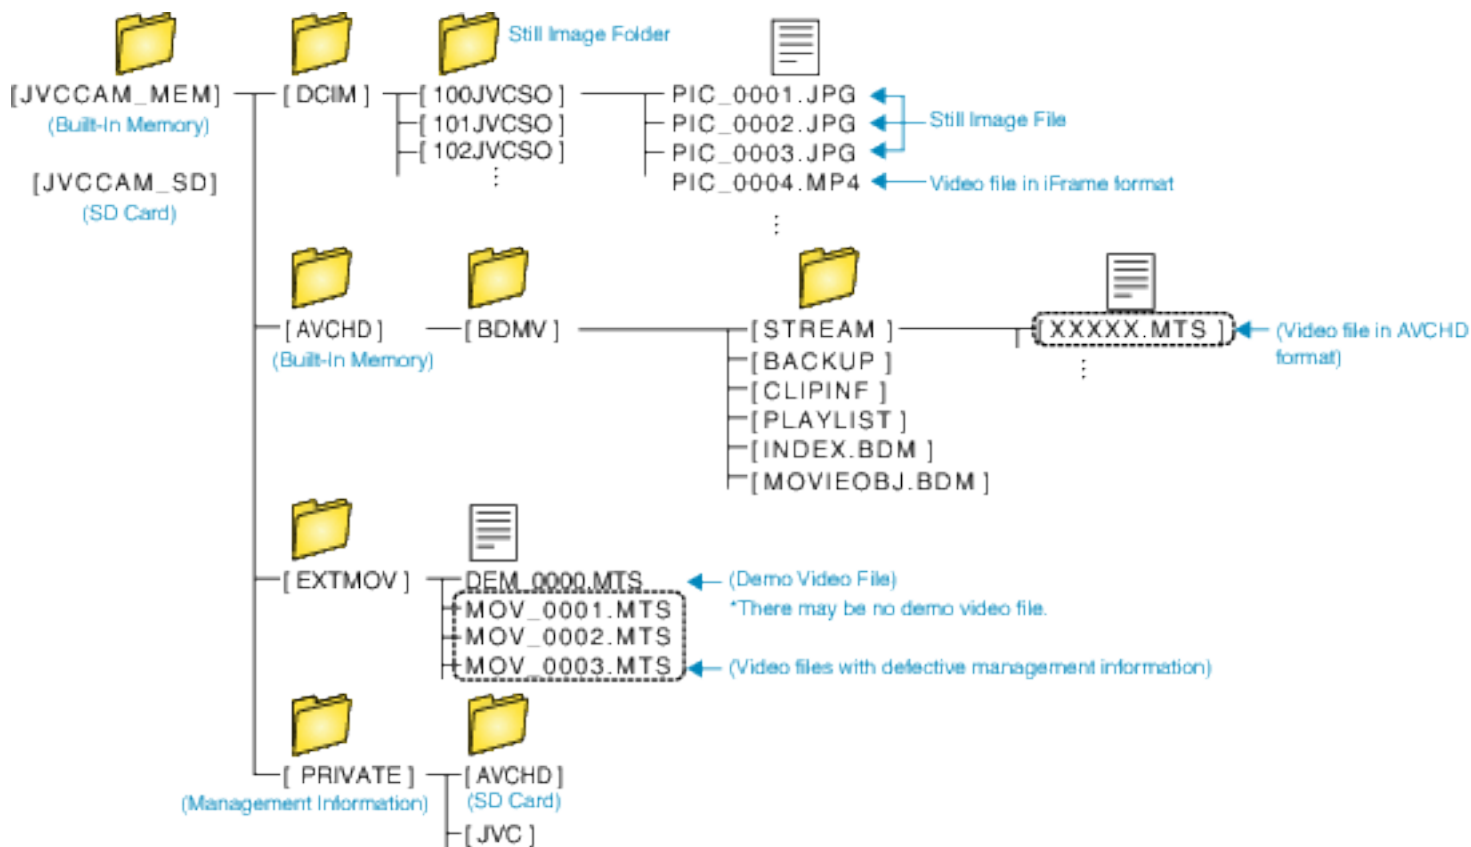 Still Image Folder
[JVCCAM_MEM] [DCIM] [100JVCSO] PIC_0001.JPG
(Built-In Memory) [101JVCSO] PIC_0002.JPG Still Image File
[102JVCSO] PIC_0003.JPG
[JVCCAM_SD] PIC_0004.MP4 Video file in iFrame format
(SD Card)
[AVCHD] [BDMV] [STREAM] [XXXXX.MTS] (Video file in AVCHD
format)
(Built-In Memory) [BACKUP]
[CLIPINF]
[PLAYLIST]
[INDEX.BDM]
[MOVIEOBJ.BDM]
[EXTMOV] DEM_0000.MTS (Demo Video File)
MOV_0001.MTS *There may be no demo video file.
MOV_0002.MTS
MOV_0003.MTS (Video files with defective management information)
[PRIVATE] [AVCHD]
(Management Information) (SD Card)
[JVC]